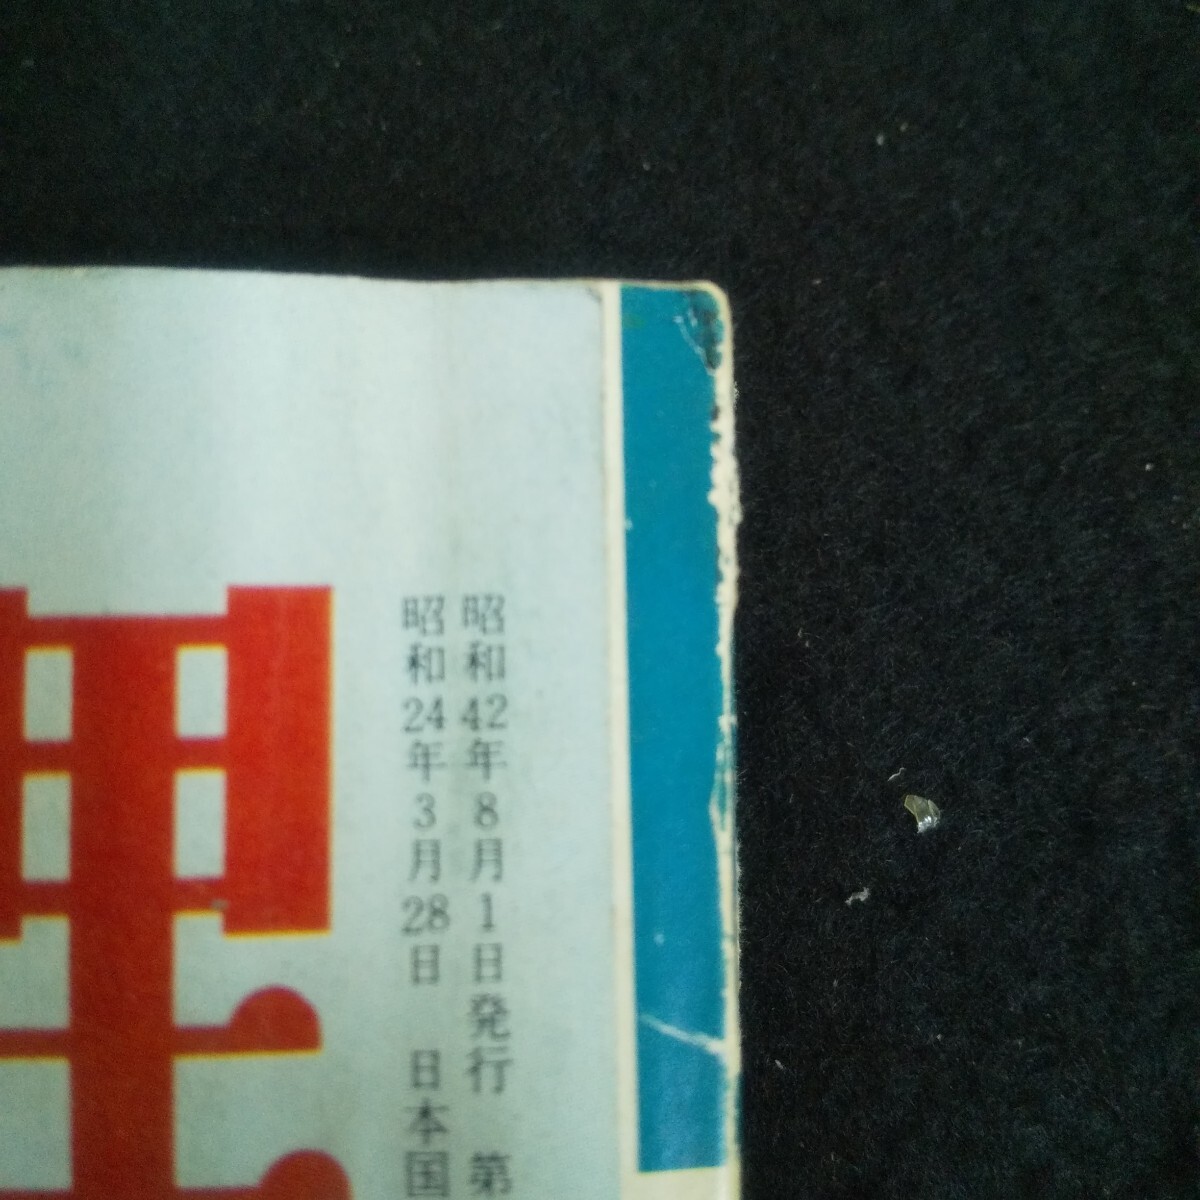 昭和42年8月1日発行 第
昭和24年3月28日 日本国